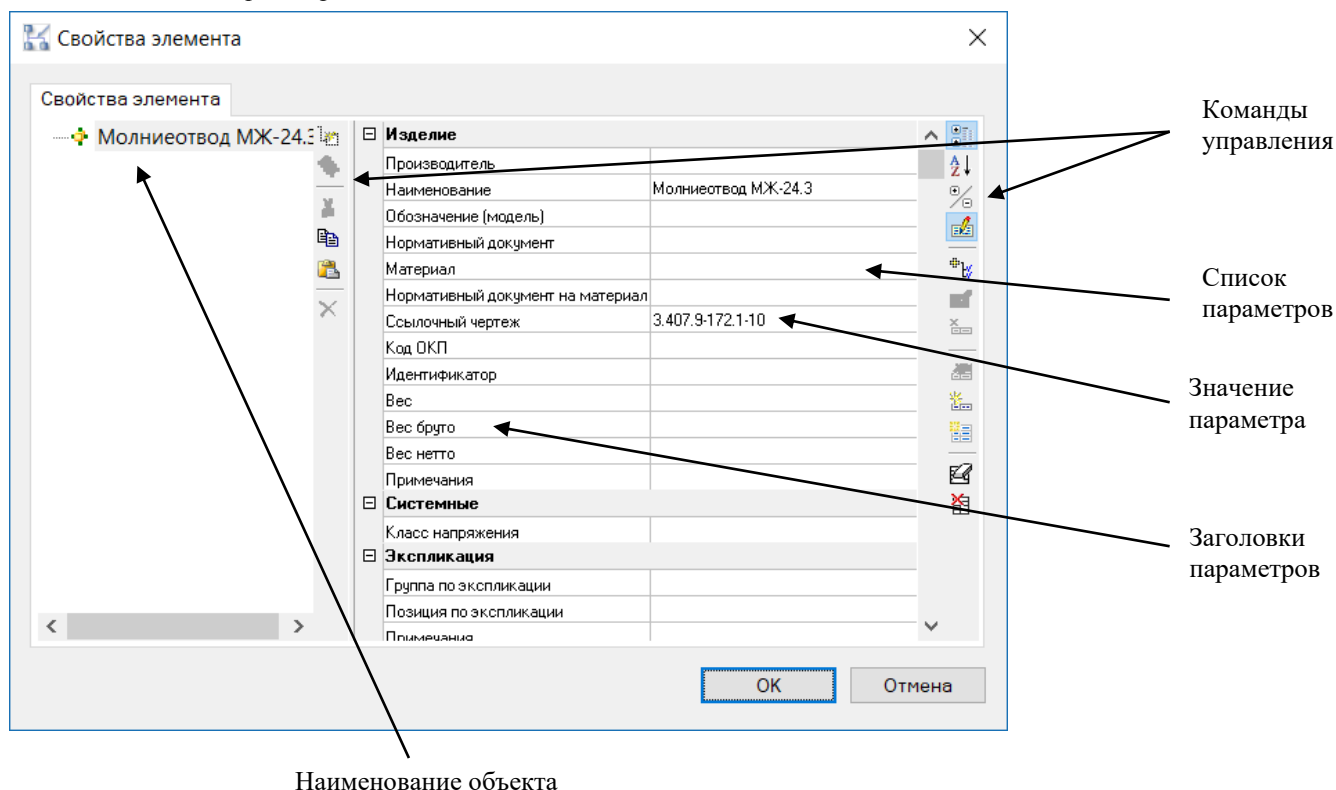 Свойства элемента
Свойства элемента
Молниеотвод МЖ-24.3
Изделие
Производитель
Наименование Молниеотвод МЖ-24.3
Обозначение (модель)
Нормативный документ
Материал
Нормативный документ на материал
Ссылочный чертеж 3.407.9-172.1-10
Код ОКП
Идентификатор
Вес
Вес бруто
Вес нетто
Примечания
Системные
Класс напряжения
Экспликация
Группа по экспликации
Позиция по экспликации
Примечания
OK Отмена
Команды
управления
Список
параметров
Значение
параметра
Заголовки
параметров
Наименование объекта